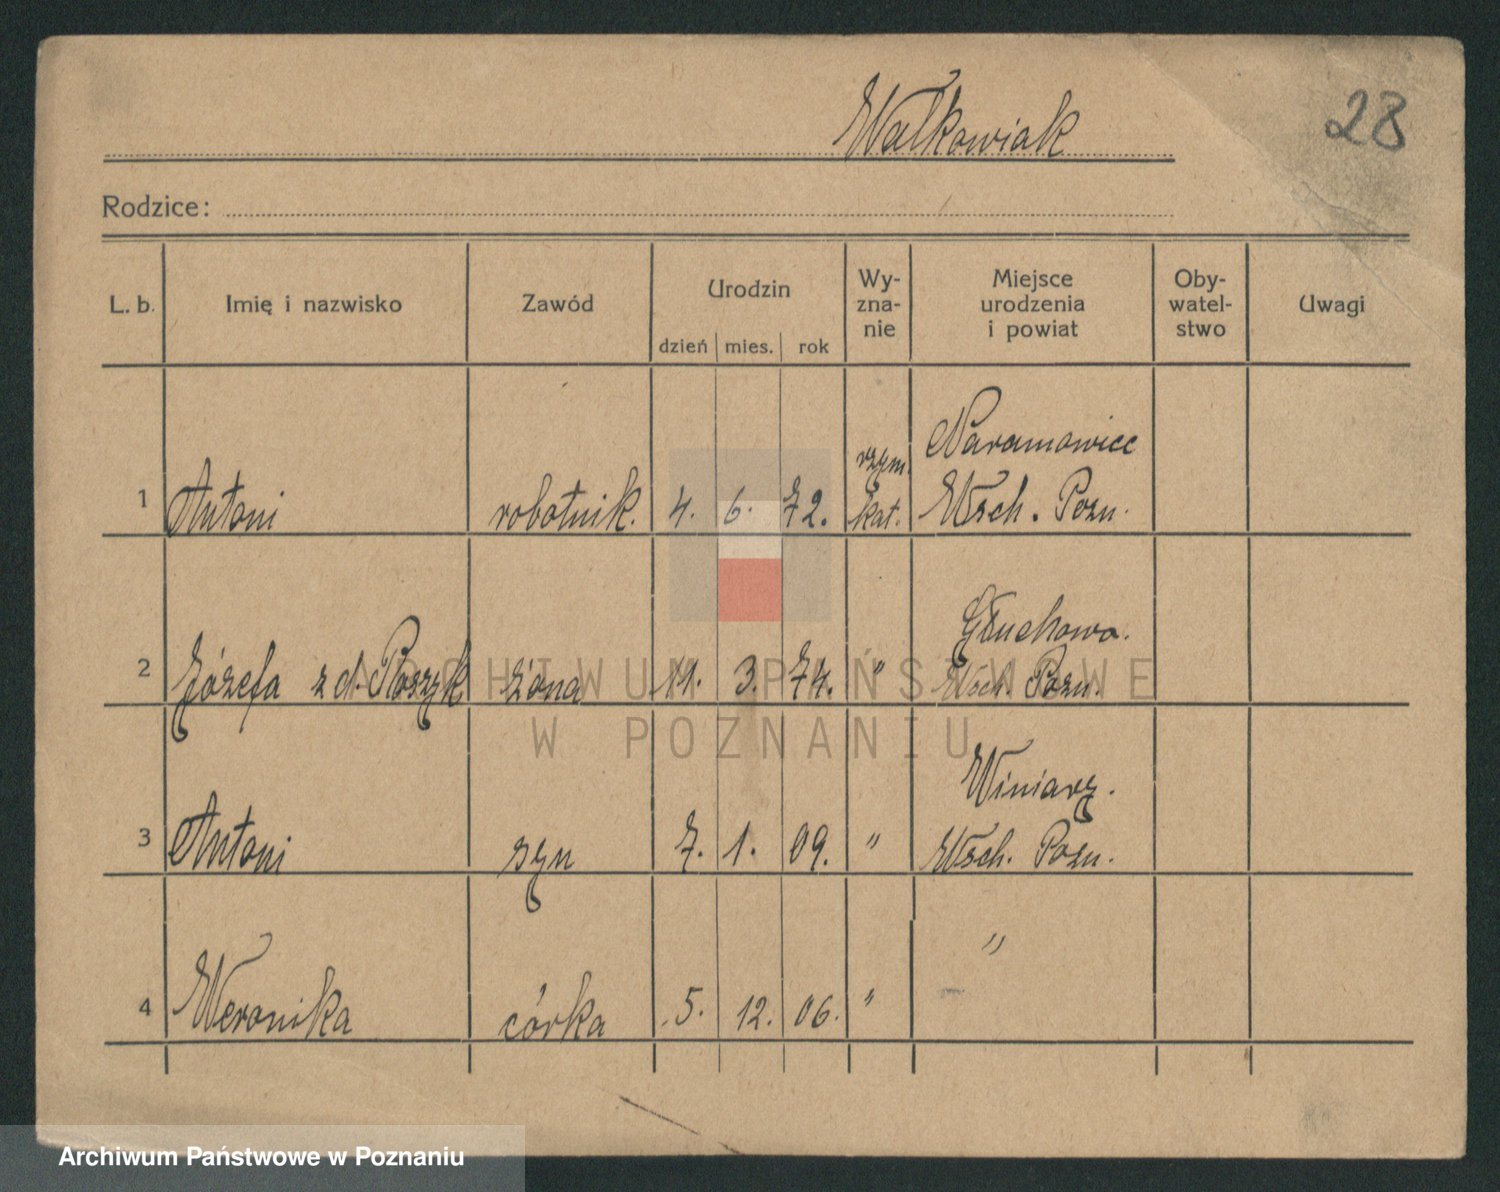 Walkowiak
28
Rodzice:
L. b. Imię i nazwisko Zawód Urodzin dzień mies. rok Wy-zna-nie Miejsce urodzenia i powiat Oby-watel-stwo Uwagi
Naramowice
rzym.
1 Antoni robotnik. 4. 6. 72. kat. Wsch. Pozn.
Głuchowo.
2 Józefa z d. Poszyk żona 11. 3. 74. " Wsch. Pozn.
ARCHIWUM PAŃSTWOWE
W POZNANIU
Winiary.
3 Antoni syn 7. 1. 09. " Wsch. Pozn.
"
4 Weronika córka 5. 12. 06. "
Archiwum Państwowe w Poznaniu